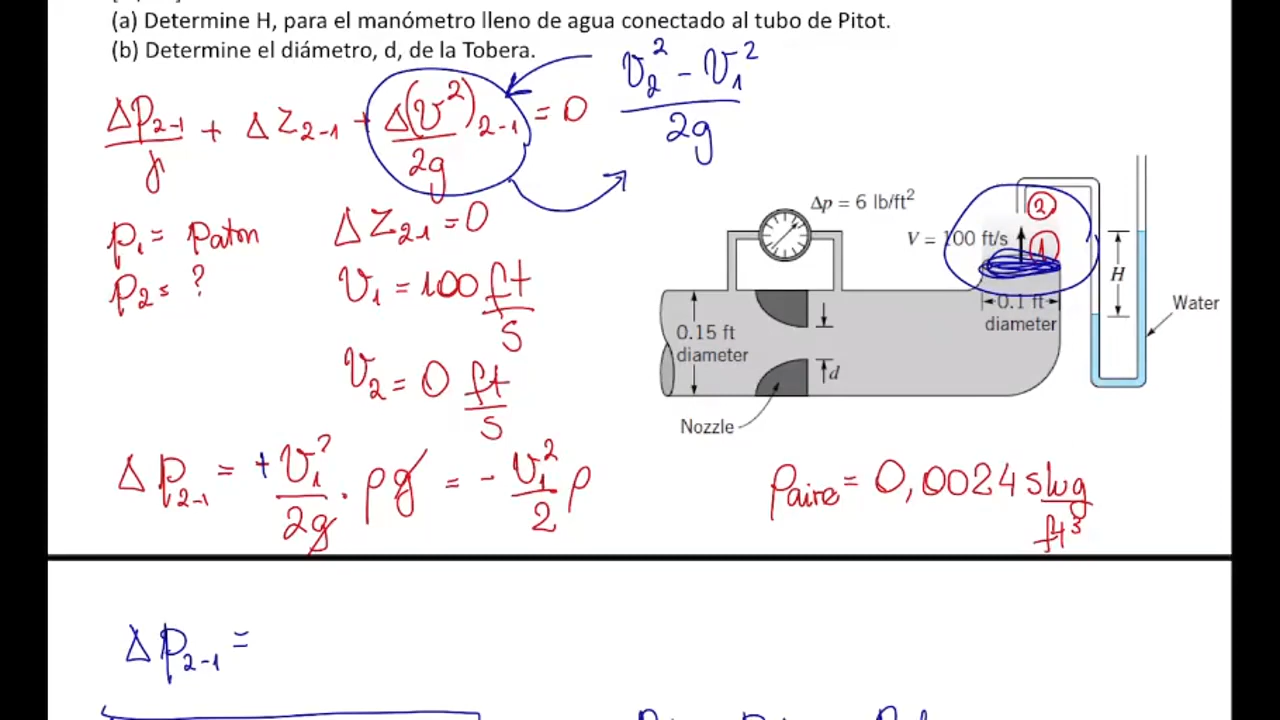 (a) Determine H, para el manómetro lleno de agua conectado al tubo de Pitot.
(b) Determine el diámetro, d, de la Tobera.
Δp₂₋₁/γ + Δz₂₋₁ + Δ(v²)₂₋₁/2g = 0
v₂² - v₁² / 2g
p₁ = patm
p₂ = ?
Δz₂₁ = 0
v₁ = 100 ft/s
v₂ = 0 ft/s
Δp = 6 lb/ft²
V = 100 ft/s
2
1
H
Water
0.1 ft
diameter
0.15 ft
diameter
d
Nozzle
Δp₂₋₁ = + v₁²/2g · ρg = - v₁²/2 ρ
ρaire = 0,0024 slug/ft³
Δp₂₋₁ =